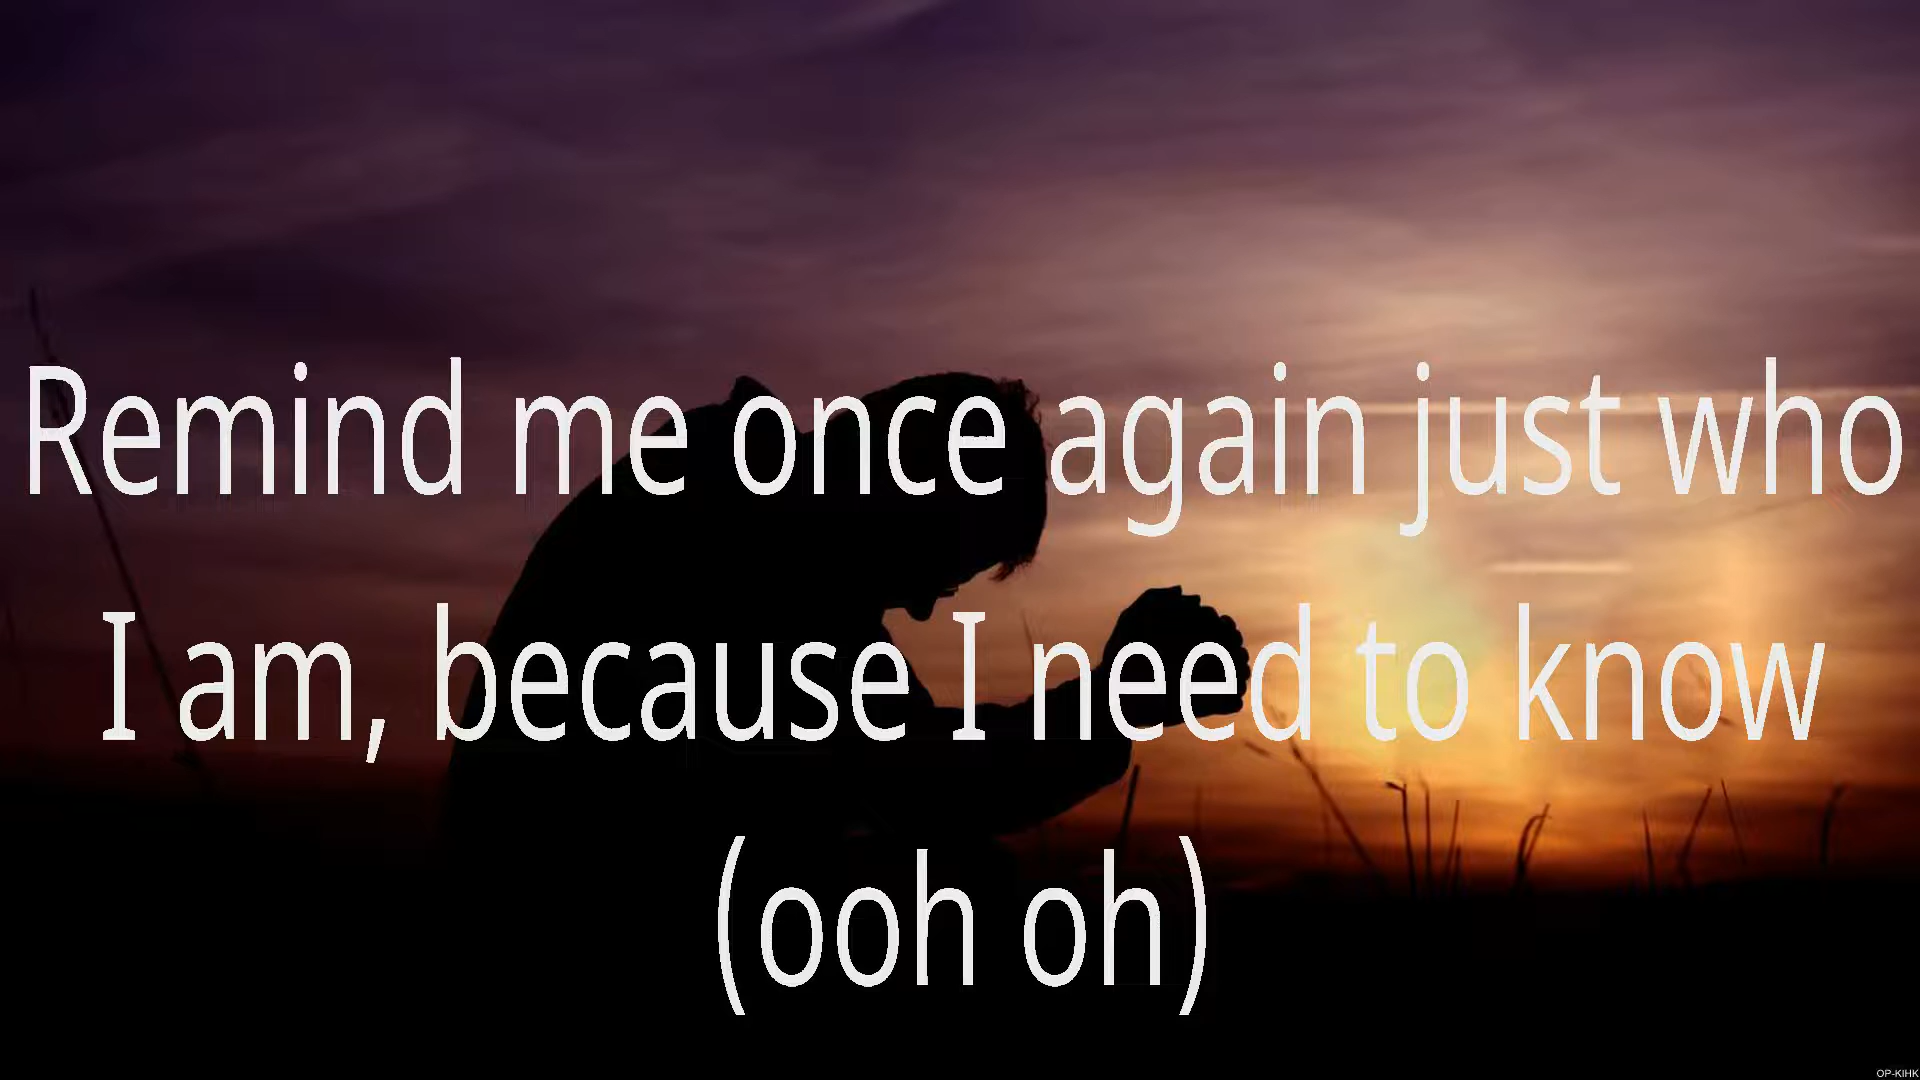 Remind me once again just who
I am, because I need to know
(ooh oh)
OP-KIHK